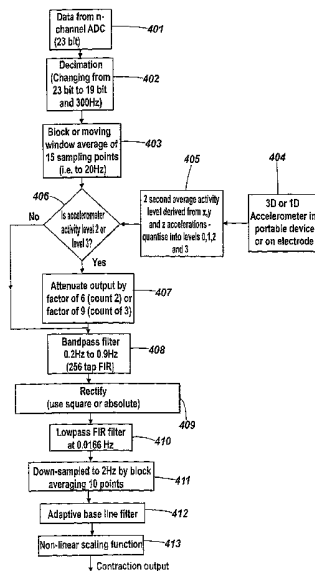 Data from n-
channel ADC
(23 bit)
401
Decimation
(Changing from
23 bit to 19 bit
and 300Hz)
402
Block or moving
window average of
15 sampling points
(i.e. to 20Hz)
403
404
3D or 1D
Accelerometer in
portable device
or on electrode
405
2 second average activity
level derived from x,y
and z accelerations -
quantise into levels 0,1,2
and 3
406
Is accelerometer
activity level 2 or
level 3?
No
Yes
Attenuate output by
factor of 6 (count 2) or
factor of 9 (count of 3)
407
Bandpass filter
0.2Hz to 0.9Hz
(256 tap FIR)
408
Rectify
(use square or absolute)
409
Lowpass FIR filter
at 0.0166 Hz
410
Down-sampled to 2Hz by block
averaging 10 points
411
Adaptive base line filter
412
Non-linear scaling function
413
Contraction output